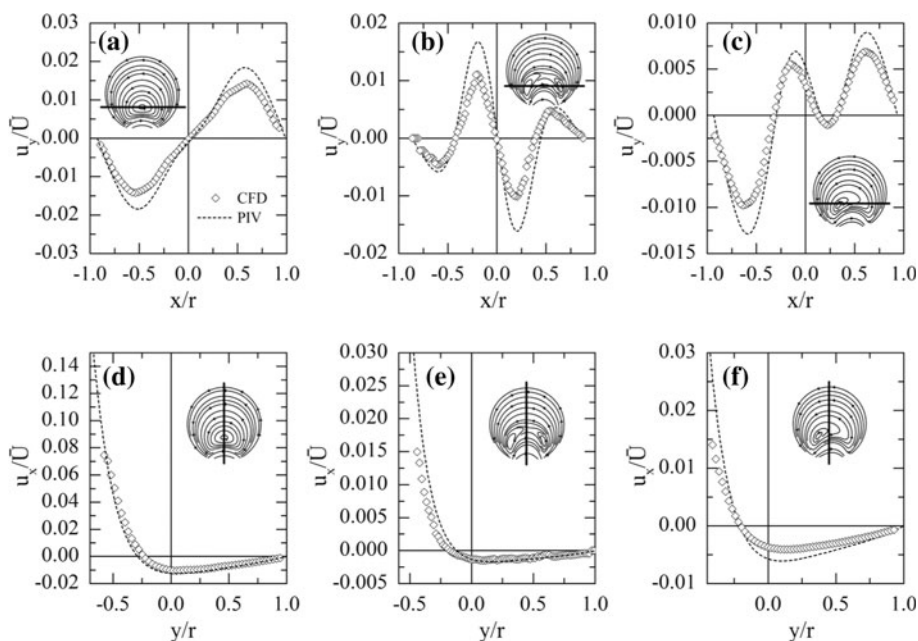 (a)
0.03
0.02
0.01
0.00
-0.01
-0.02
-0.03
u_y/Ū
CFD
PIV
-1.0 -0.5 0.0 0.5 1.0
x/r
(b)
0.02
0.01
0.00
-0.01
-0.02
u_y/Ū
-1.0 -0.5 0.0 0.5 1.0
x/r
(c)
0.010
0.005
0.000
-0.005
-0.010
-0.015
u_y/Ū
-1.0 -0.5 0.0 0.5 1.0
x/r
(d)
0.14
0.12
0.10
0.08
0.06
0.04
0.02
0.00
-0.02
u_x/Ū
-0.5 0.0 0.5 1.0
y/r
(e)
0.030
0.025
0.020
0.015
0.010
0.005
0.000
-0.005
u_x/Ū
-0.5 0.0 0.5 1.0
y/r
(f)
0.03
0.02
0.01
0.00
-0.01
u_x/Ū
0.0 0.5 1.0
y/r